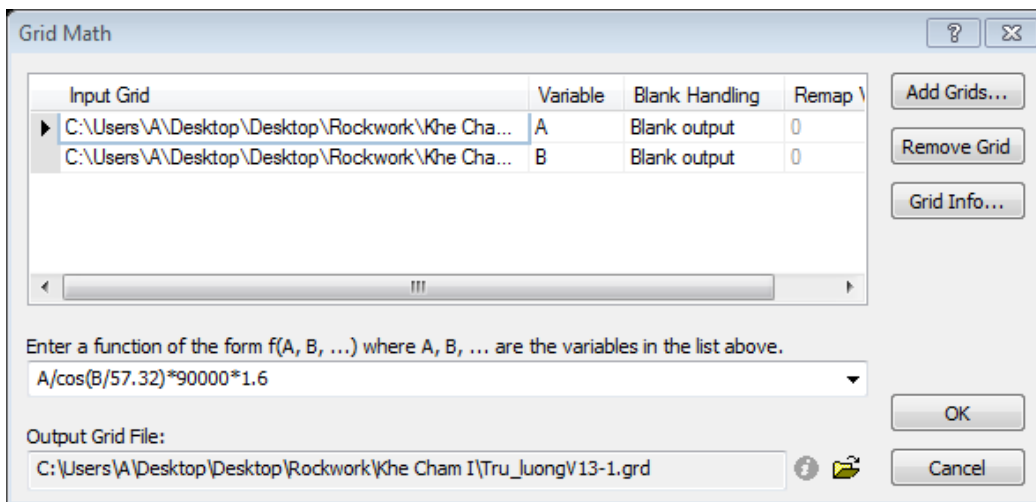 Grid Math
Input Grid Variable Blank Handling Remap V
Add Grids...
C:\Users\A\Desktop\Desktop\Rockwork\Khe Cha... A Blank output 0
C:\Users\A\Desktop\Desktop\Rockwork\Khe Cha... B Blank output 0
Remove Grid
Grid Info...
Enter a function of the form f(A, B, ...) where A, B, ... are the variables in the list above.
A/cos(B/57.32)*90000*1.6
OK
Output Grid File:
C:\Users\A\Desktop\Desktop\Rockwork\Khe Cham I\Tru_luongV13-1.grd
Cancel